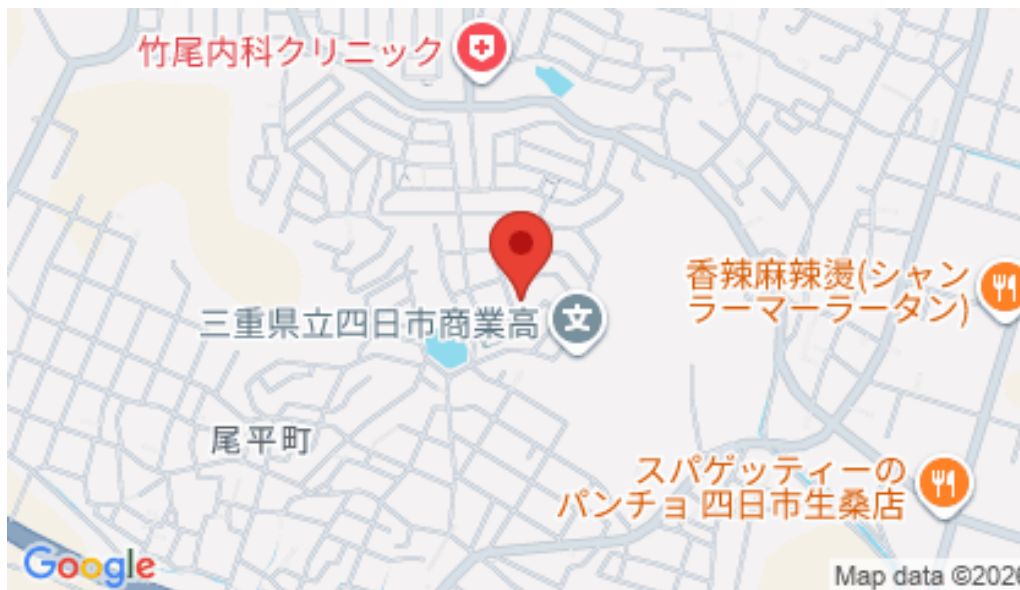 竹尾内科クリニック
香辣麻辣燙(シャン
ラーマーラータン)
三重県立四日市商業高
文
尾平町
スパゲッティーの
パンチョ 四日市生桑店
Google
Map data ©2026